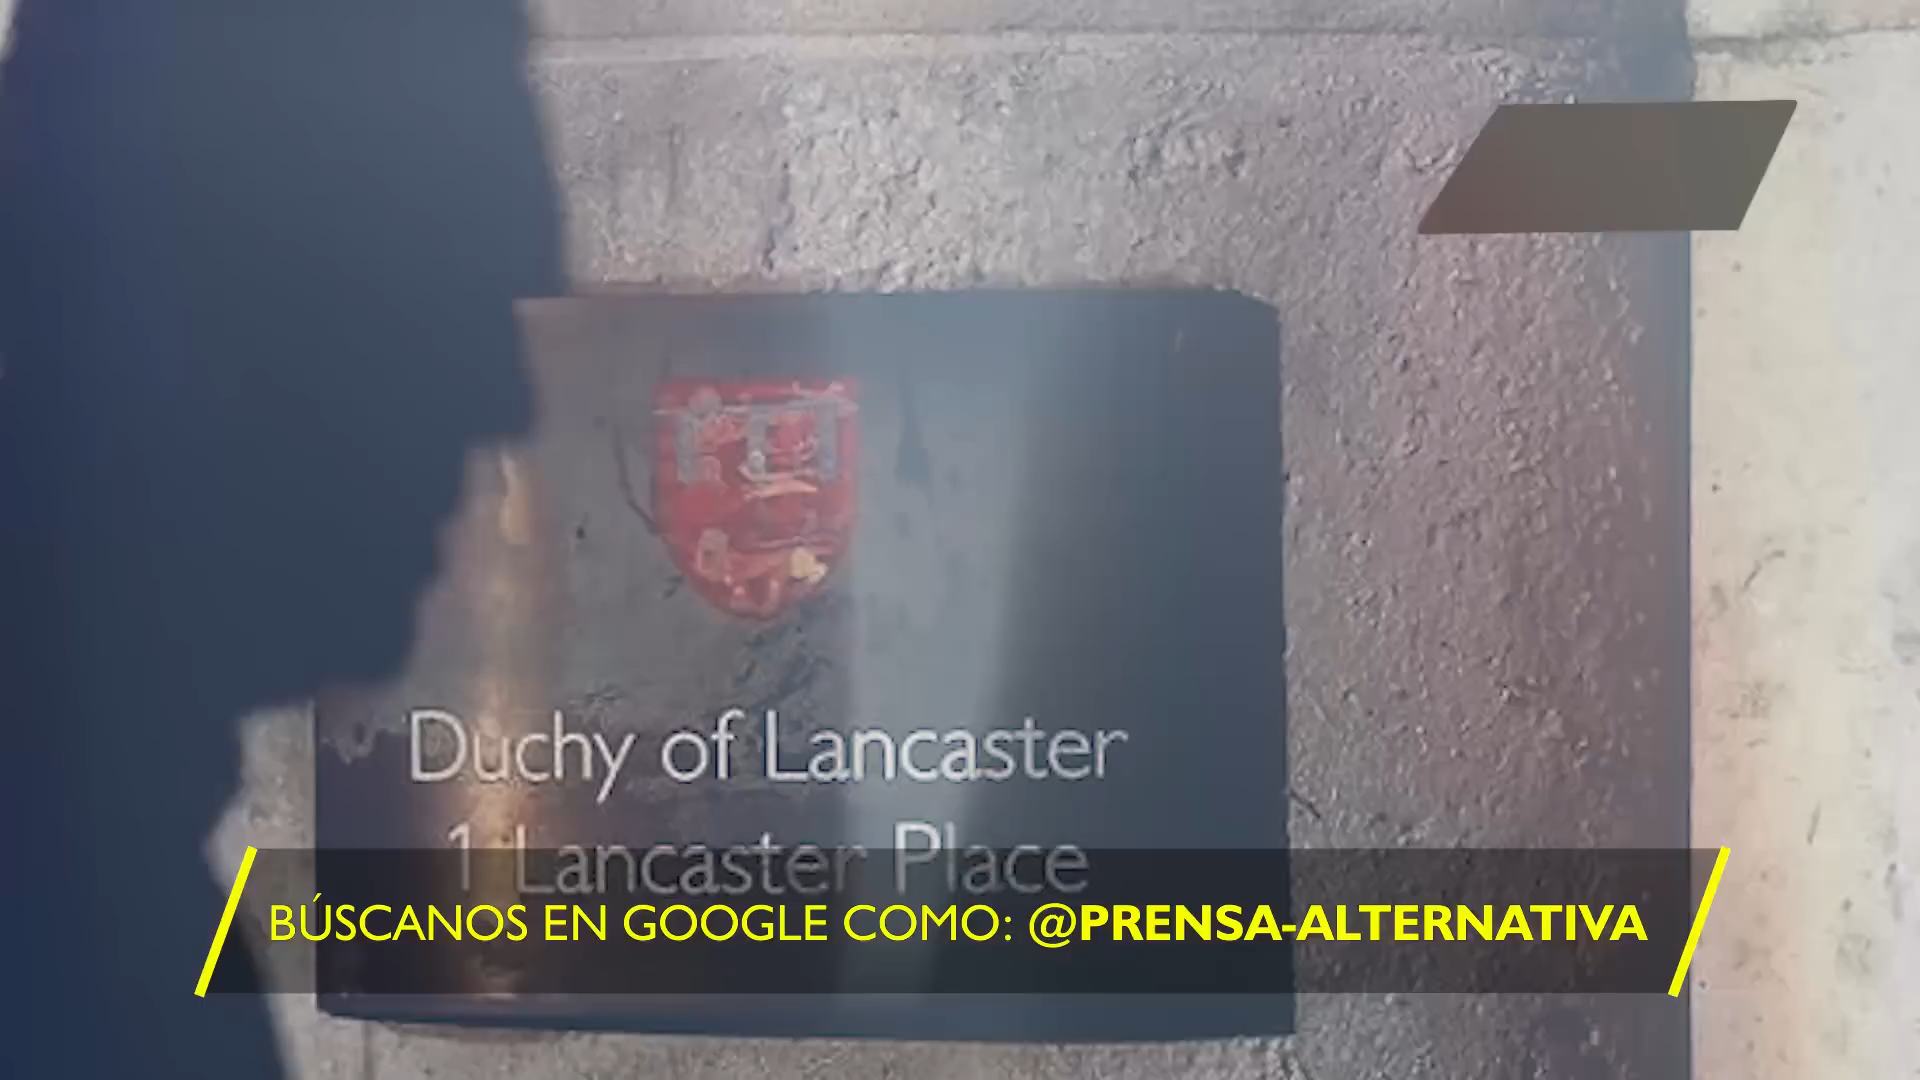 Duchy of Lancaster
1 Lancaster Place
BÚSCANOS EN GOOGLE COMO: @PRENSA-ALTERNATIVA